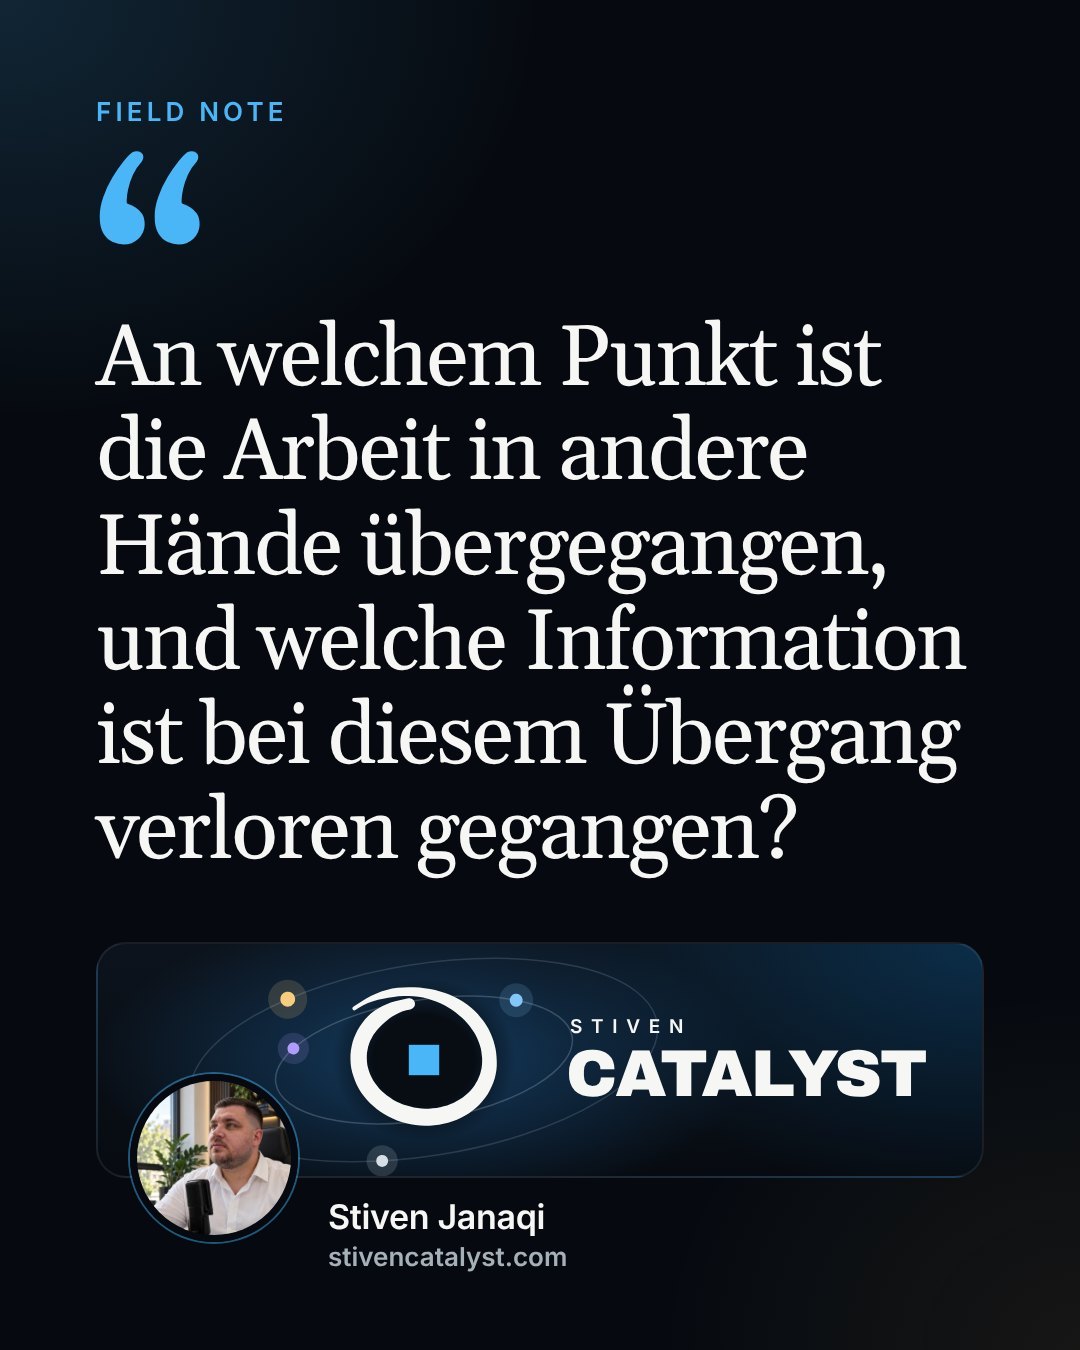 FIELD NOTE
“
An welchem Punkt ist
die Arbeit in andere
Hände übergegangen,
und welche Information
ist bei diesem Übergang
verloren gegangen?
STIVEN
CATALYST
Stiven Janaqi
stivencatalyst.com